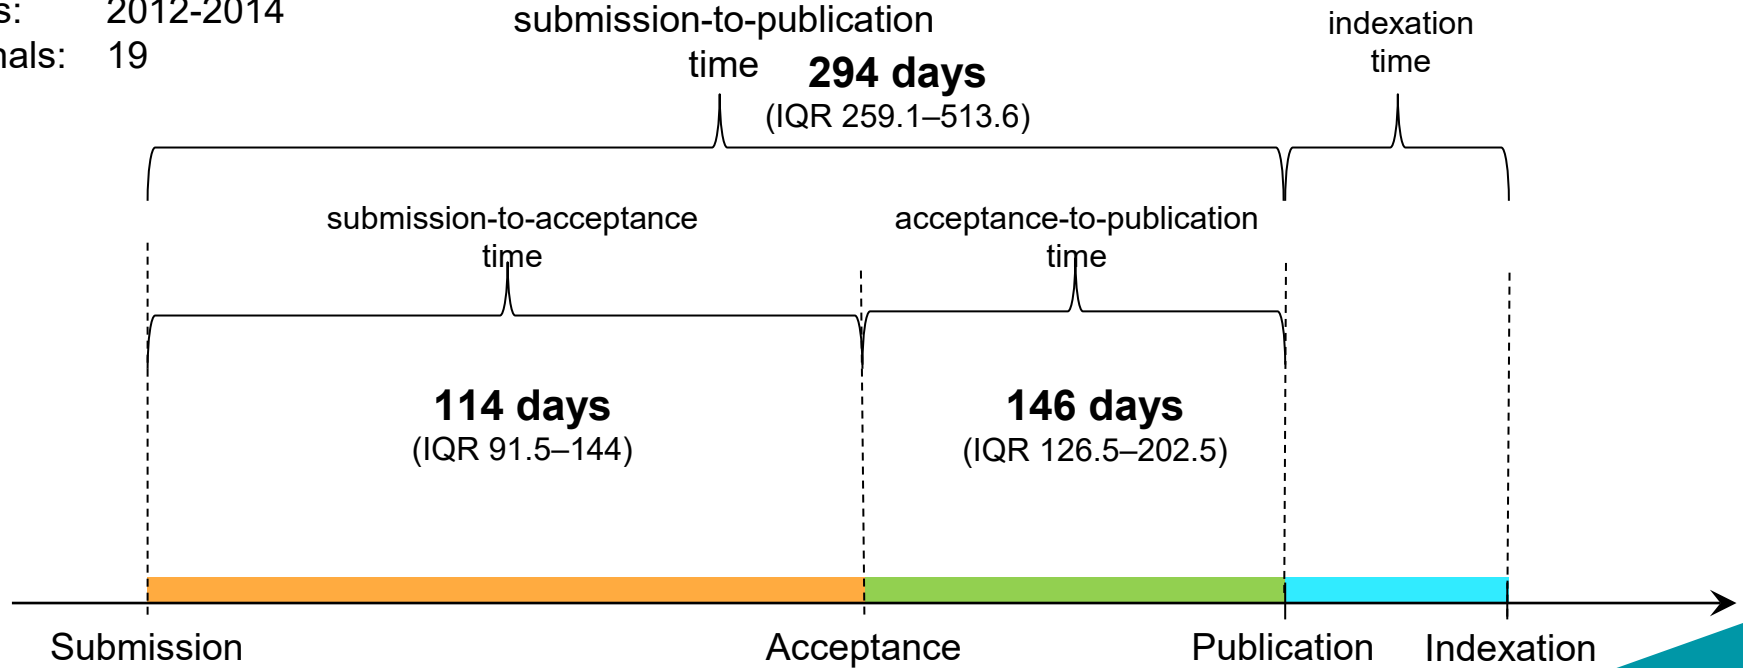 s: 2012-2014
nals: 19
submission-to-publication
time 294 days
(IQR 259.1–513.6)
indexation
time
submission-to-acceptance
time
acceptance-to-publication
time
114 days
(IQR 91.5–144)
146 days
(IQR 126.5–202.5)
Submission
Acceptance
Publication
Indexation